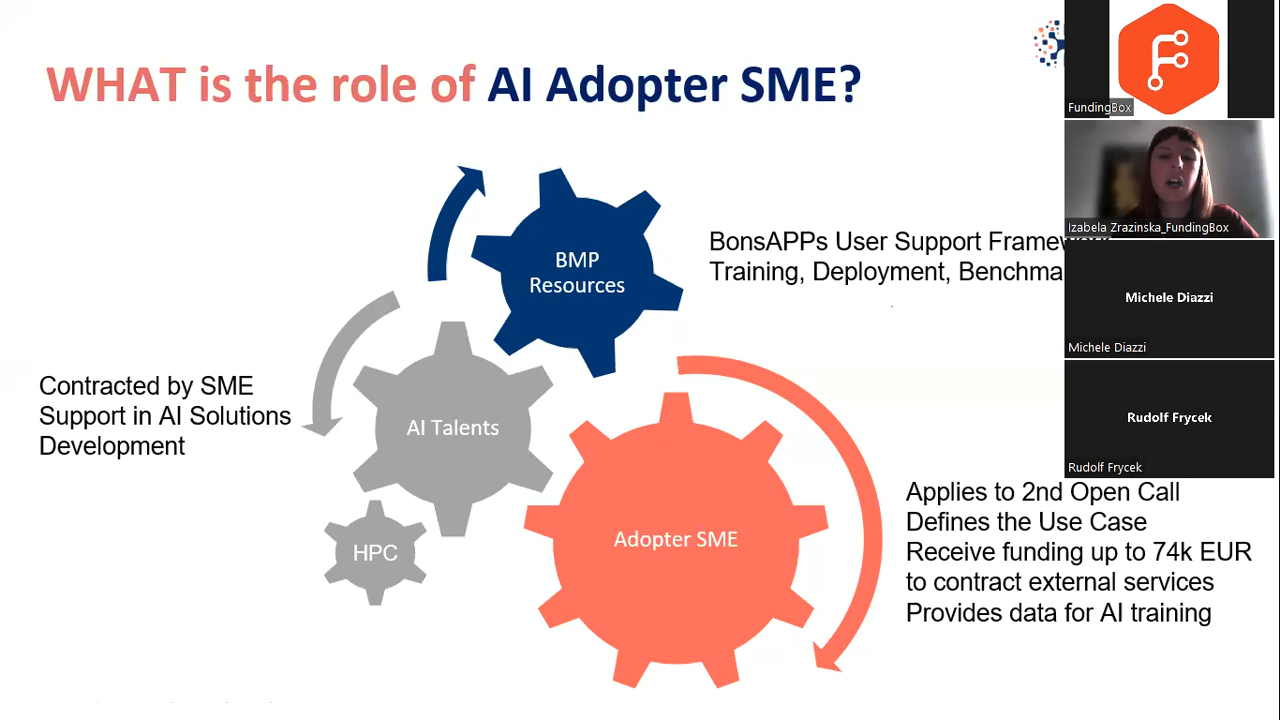 WHAT is the role of AI Adopter SME?
BMP
Resources
BonsAPPs User Support
Training, Deployment,
Contracted by SME
Support in AI Solutions
Development
AI Talents
HPC
Adopter SME
Applies to 2nd Open Call
Defines the Use Case
Receive funding up to 74k EUR
to contract external services
Provides data for AI training
FundingBox
Izabela Zrazinska_FundingBox
Michele Diazzi
Michele Diazzi
Rudolf Frycek
Rudolf Frycek